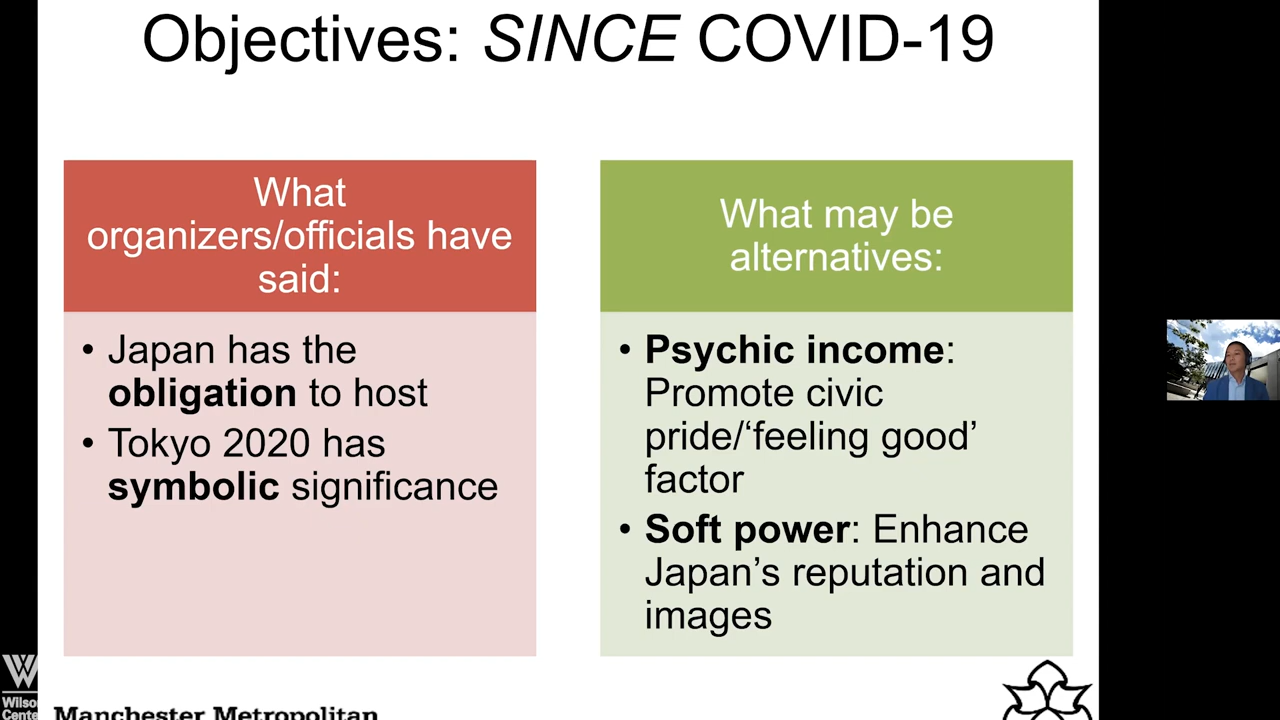 Objectives: SINCE COVID-19
What
organizers/officials have
said:
• Japan has the
obligation to host
• Tokyo 2020 has
symbolic significance
What may be
alternatives:
• Psychic income:
Promote civic
pride/‘feeling good’
factor
• Soft power: Enhance
Japan’s reputation and
images
Manchester Metropolitan